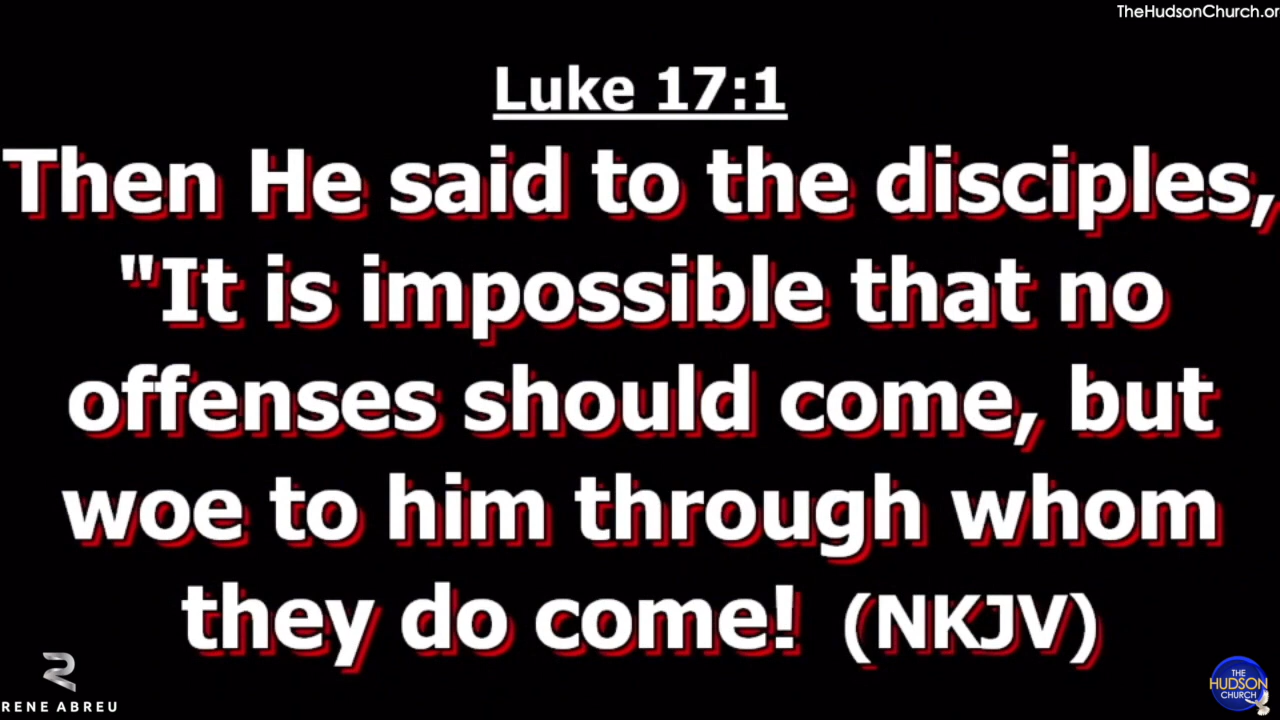 TheHudsonChurch.or
Luke 17:1
Then He said to the disciples,
"It is impossible that no
offenses should come, but
woe to him through whom
they do come! (NKJV)
RENE ABREU
THE
HUDSON
CHURCH